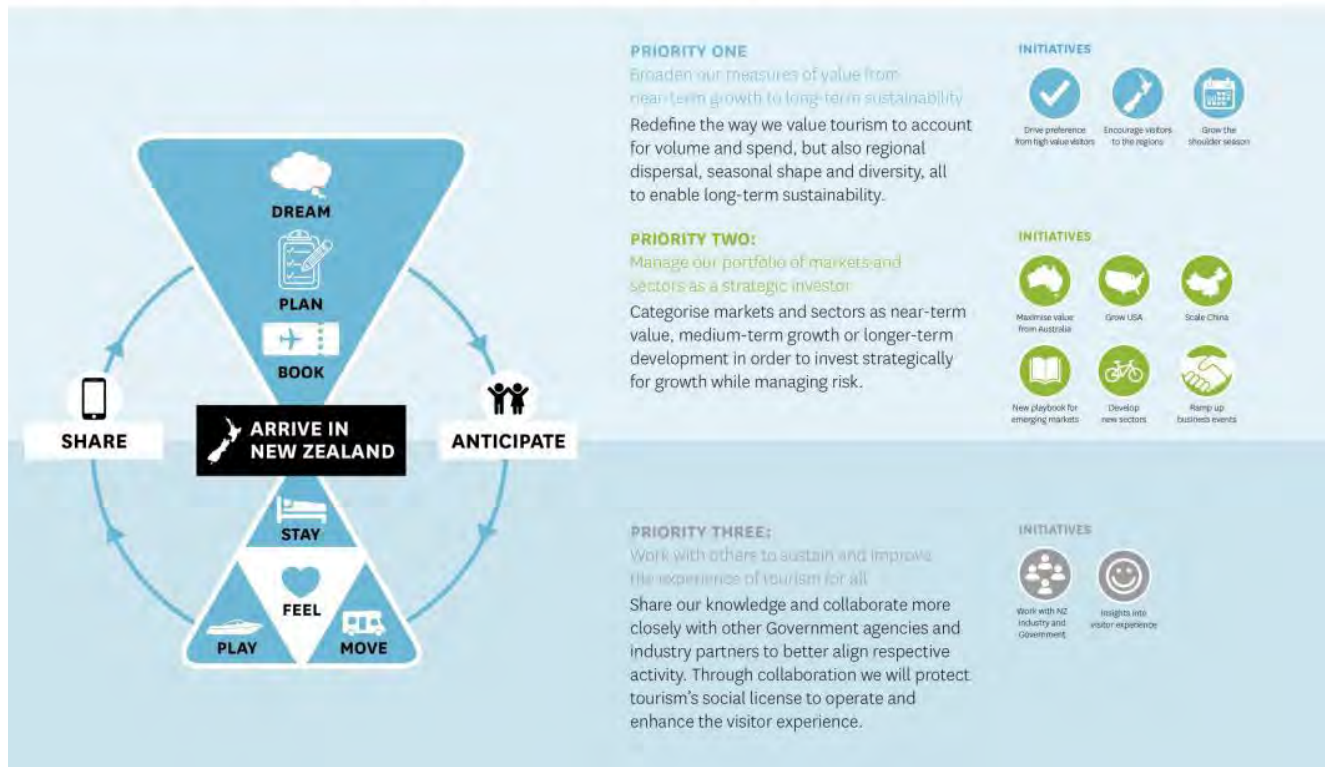 DREAM
PLAN
BOOK
SHARE
ARRIVE IN
NEW ZEALAND
ANTICIPATE
STAY
FEEL
PLAY
MOVE
PRIORITY ONE
Broaden our measures of value from
near-term growth to long-term sustainability
Redefine the way we value tourism to account
for volume and spend, but also regional
dispersal, seasonal shape and diversity, all
to enable long-term sustainability.
INITIATIVES
Drive preference
from high value visitors
Encourage visitors
to the regions
Grow the
shoulder season
PRIORITY TWO:
Manage our portfolio of markets and
sectors as a strategic investor
Categorise markets and sectors as near-term
value, medium-term growth or longer-term
development in order to invest strategically
for growth while managing risk.
INITIATIVES
Maximise value
from Australia
Grow USA
Scale China
New playbook for
emerging markets
Develop
new sectors
Ramp up
business events
PRIORITY THREE:
Work with others to sustain and improve
the experience of tourism for all
Share our knowledge and collaborate more
closely with other Government agencies and
industry partners to better align respective
activity. Through collaboration we will protect
tourism's social license to operate and
enhance the visitor experience.
INITIATIVES
Work with NZ
Industry and
Government
Insights into
visitor experience